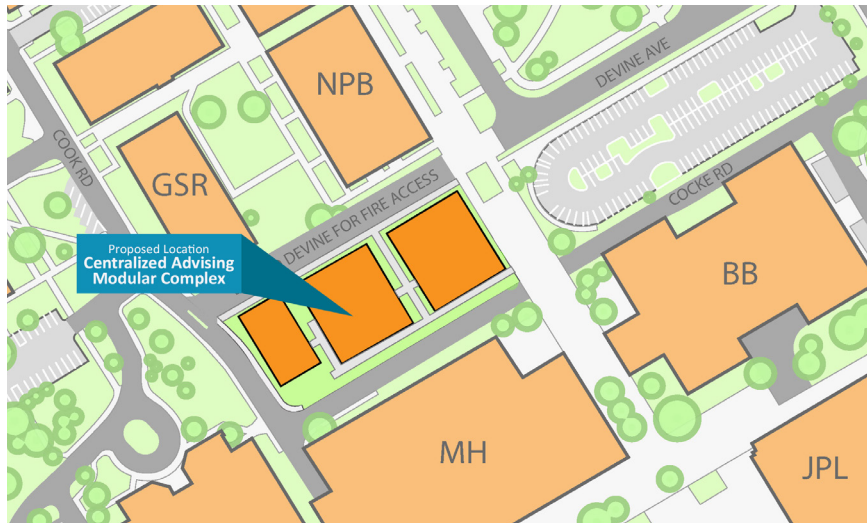 DEVINE AVE
NPB
COOK RD
GSR
COCKE RD
DEVINE FOR FIRE ACCESS
Proposed Location
Centralized Advising
Modular Complex
BB
MH
JPL